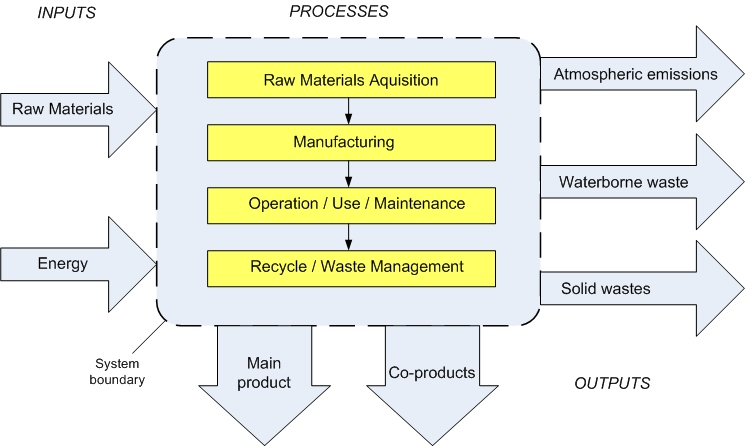 INPUTS
PROCESSES
Raw Materials
Energy
Raw Materials Aquisition
Manufacturing
Operation / Use / Maintenance
Recycle / Waste Management
Atmospheric emissions
Waterborne waste
Solid wastes
System
boundary
Main
product
Co-products
OUTPUTS